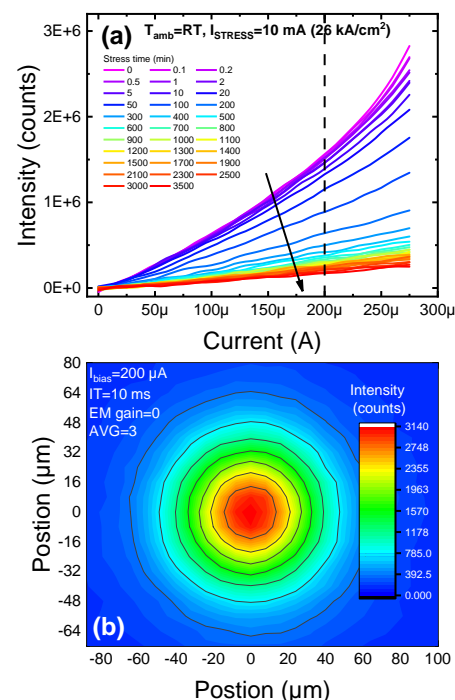 (a) T_amb=RT, I_STRESS=10 mA (26 kA/cm²)
Stress time (min)
0 0.1 0.2
0.5 1 2
5 10 20
50 100 200
300 400 500
600 700 800
900 1000 1100
1200 1300 1400
1500 1700 1900
2100 2300 2500
3000 3500
3E+6
2E+6
1E+6
0E+0
Intensity (counts)
0 50µ 100µ 150µ 200µ 250µ 300µ
Current (A)
I_bias=200 µA
IT=10 ms
EM gain=0
AVG=3
Intensity
(counts)
3140
2748
2355
1963
1570
1178
785.0
392.5
0.000
80
64
48
32
16
0
-16
-32
-48
-64
Postion (µm)
(b)
-80 -60 -40 -20 0 20 40 60 80 100
Postion (µm)